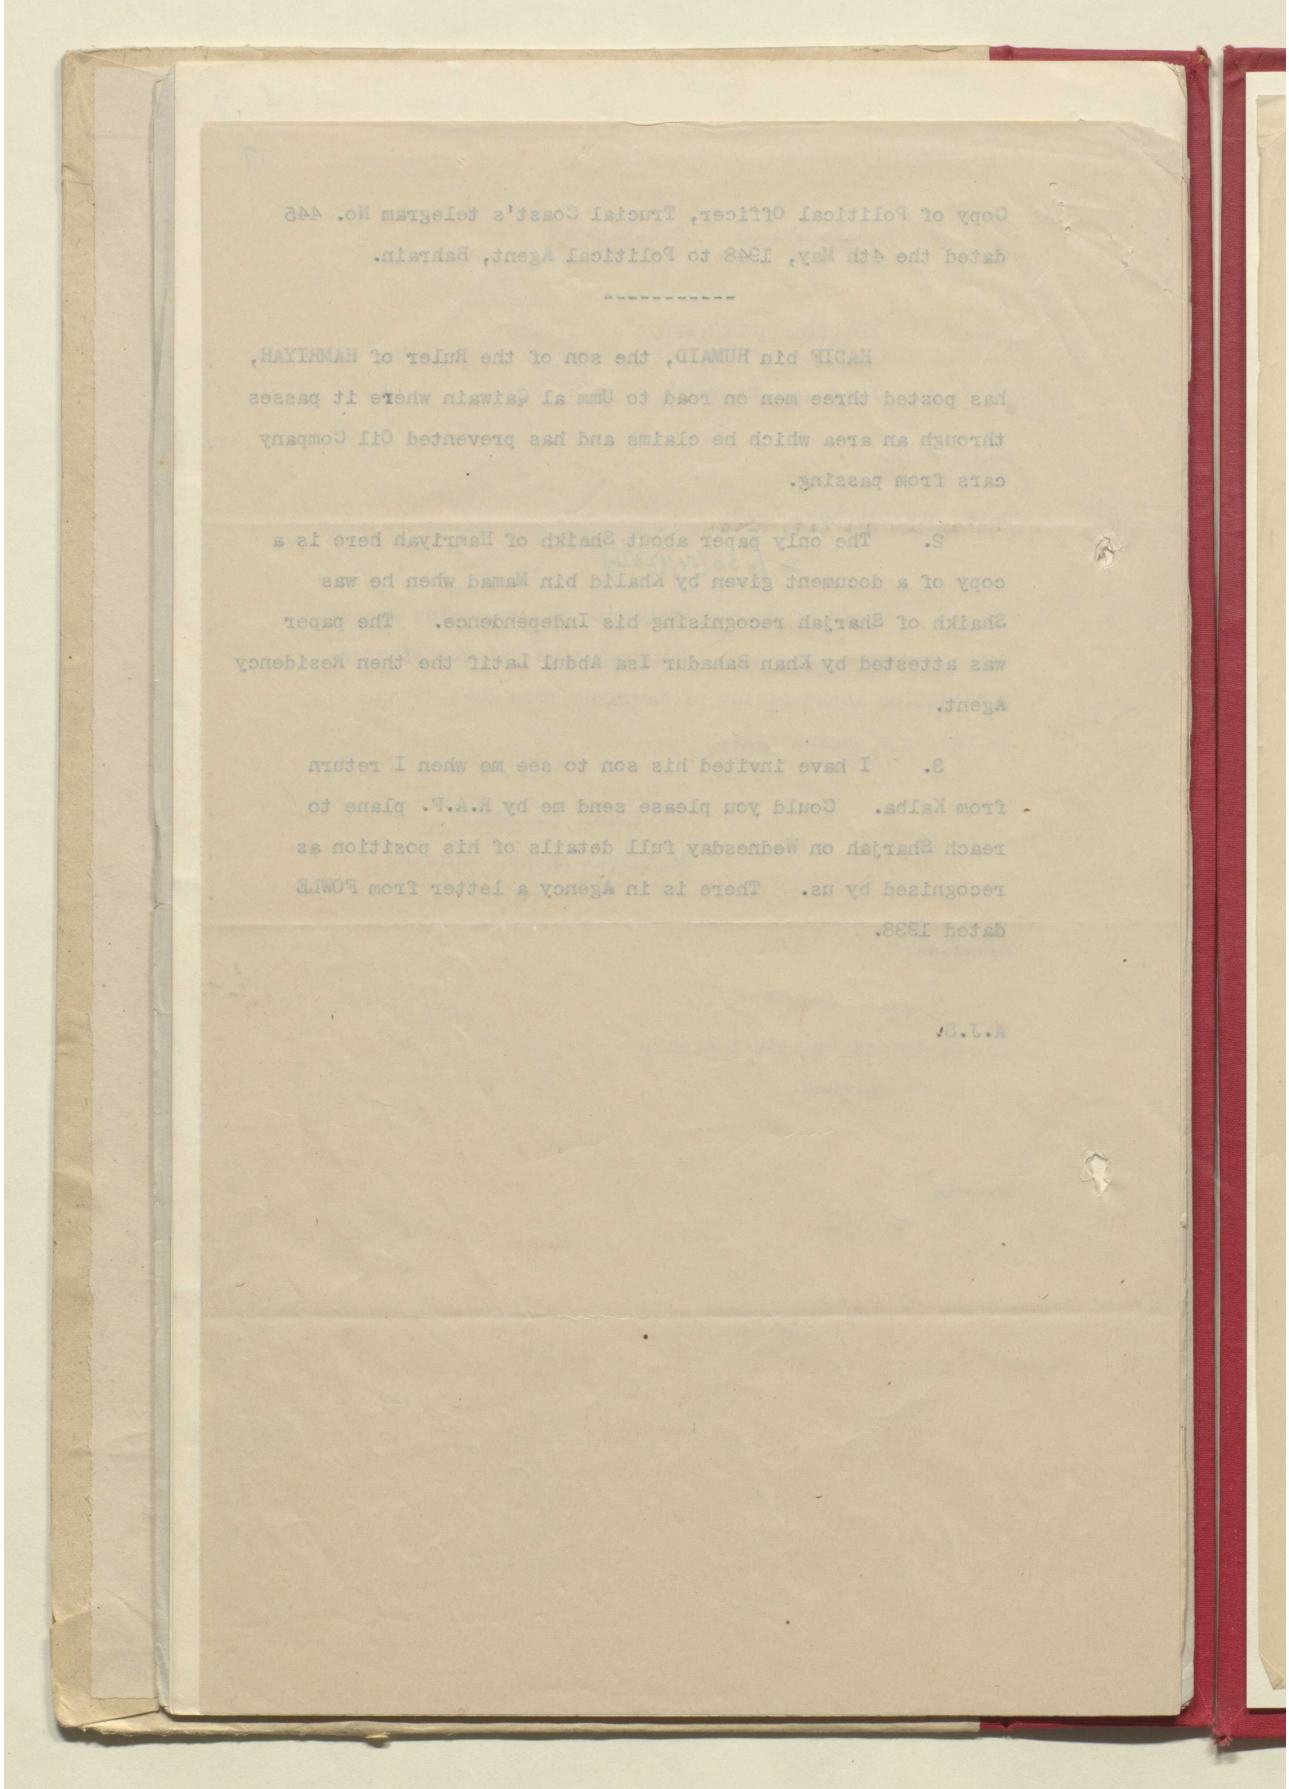 Copy of Political Officer, Trucial Coast's telegram No. 445
dated the 4th May, 1948 to Political Agent, Bahrain.
------------
HADIF bin HUMAID, the son of the Ruler of HAMRIYAH,
has posted three men on road to Umm al Qaiwain where it passes
through an area which he claims and has prevented Oil Company
cars from passing.
2. The only paper about Shaikh of Hamriyah here is a
copy of a document given by Khalid bin Mamad when he was
Shaikh of Sharjah recognising his Independence. The paper
was attested by Khan Bahadur Isa Abdul Latif the then Residency
Agent.
3. I have invited his son to see me when I return
from Kalba. Could you please send me by R.A.F. plane to
reach Sharjah on Wednesday full details of his position as
recognised by us. There is in Agency a letter from FOWLE
dated 1938.
A.J.S.